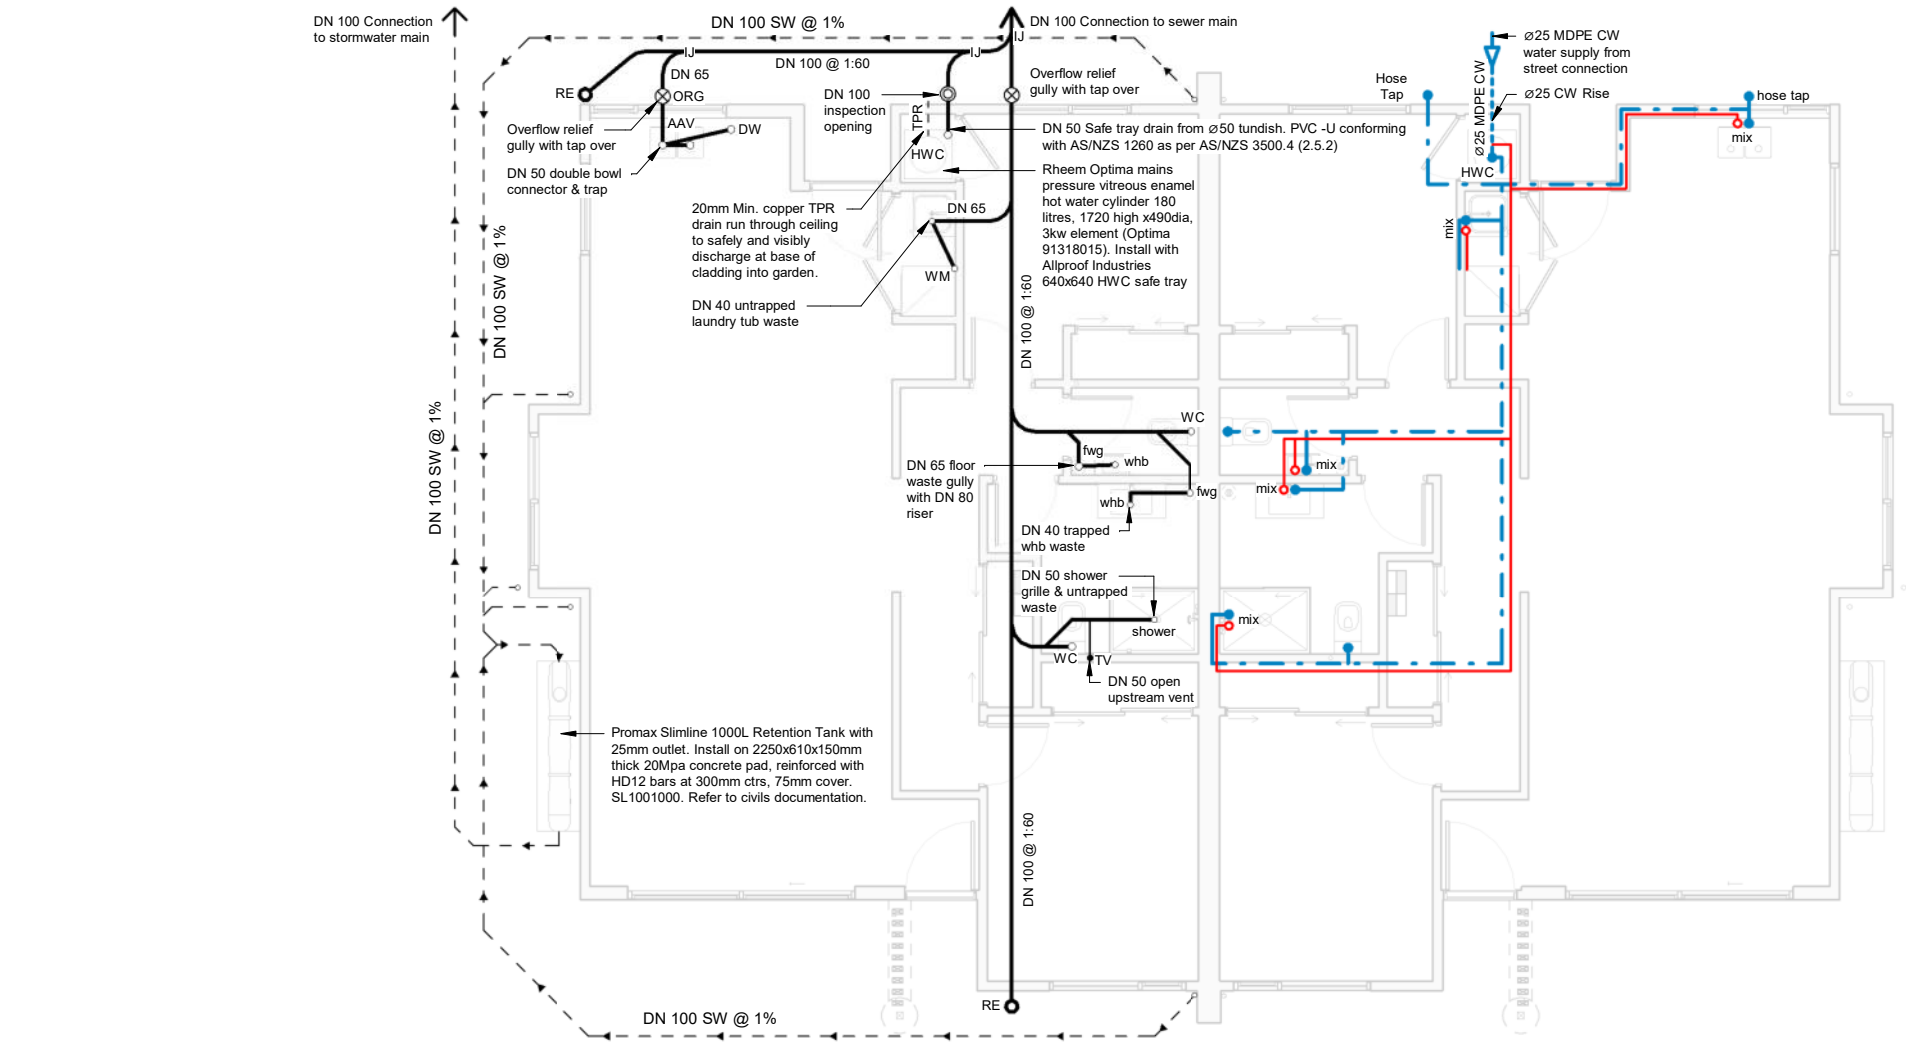 DN 100 Connection
to stormwater main
DN 100 SW @ 1%
DN 100 Connection to sewer main
IJ
IJ
IJ
DN 100 @ 1:60
DN 65
RE
ORG
AAV
DW
Overflow relief
gully with tap over
DN 50 double bowl
connector & trap
DN 100
inspection
opening
TPR
HWC
Overflow relief
gully with tap over
DN 50 Safe tray drain from ⌀50 tundish. PVC -U conforming
with AS/NZS 1260 as per AS/NZS 3500.4 (2.5.2)
Rheem Optima mains
pressure vitreous enamel
hot water cylinder 180
litres, 1720 high x490dia,
3kw element (Optima
91318015). Install with
Allproof Industries
640x640 HWC safe tray
20mm Min. copper TPR
drain run through ceiling
to safely and visibly
discharge at base of
cladding into garden.
DN 65
WM
DN 40 untrapped
laundry tub waste
DN 100 SW @ 1%
DN 100 SW @ 1%
DN 100 @ 1:60
Hose
Tap
⌀25 MDPE CW
⌀25 MDPE CW
water supply from
street connection
⌀25 CW Rise
hose tap
mix
HWC
mix
WC
fwg
whb
DN 65 floor
waste gully
with DN 80
riser
fwg
whb
DN 40 trapped
whb waste
mix
mix
DN 50 shower
grille & untrapped
waste
shower
mix
WC
TV
DN 50 open
upstream vent
Promax Slimline 1000L Retention Tank with
25mm outlet. Install on 2250x610x150mm
thick 20Mpa concrete pad, reinforced with
HD12 bars at 300mm ctrs, 75mm cover.
SL1001000. Refer to civils documentation.
DN 100 @ 1:60
RE
DN 100 SW @ 1%